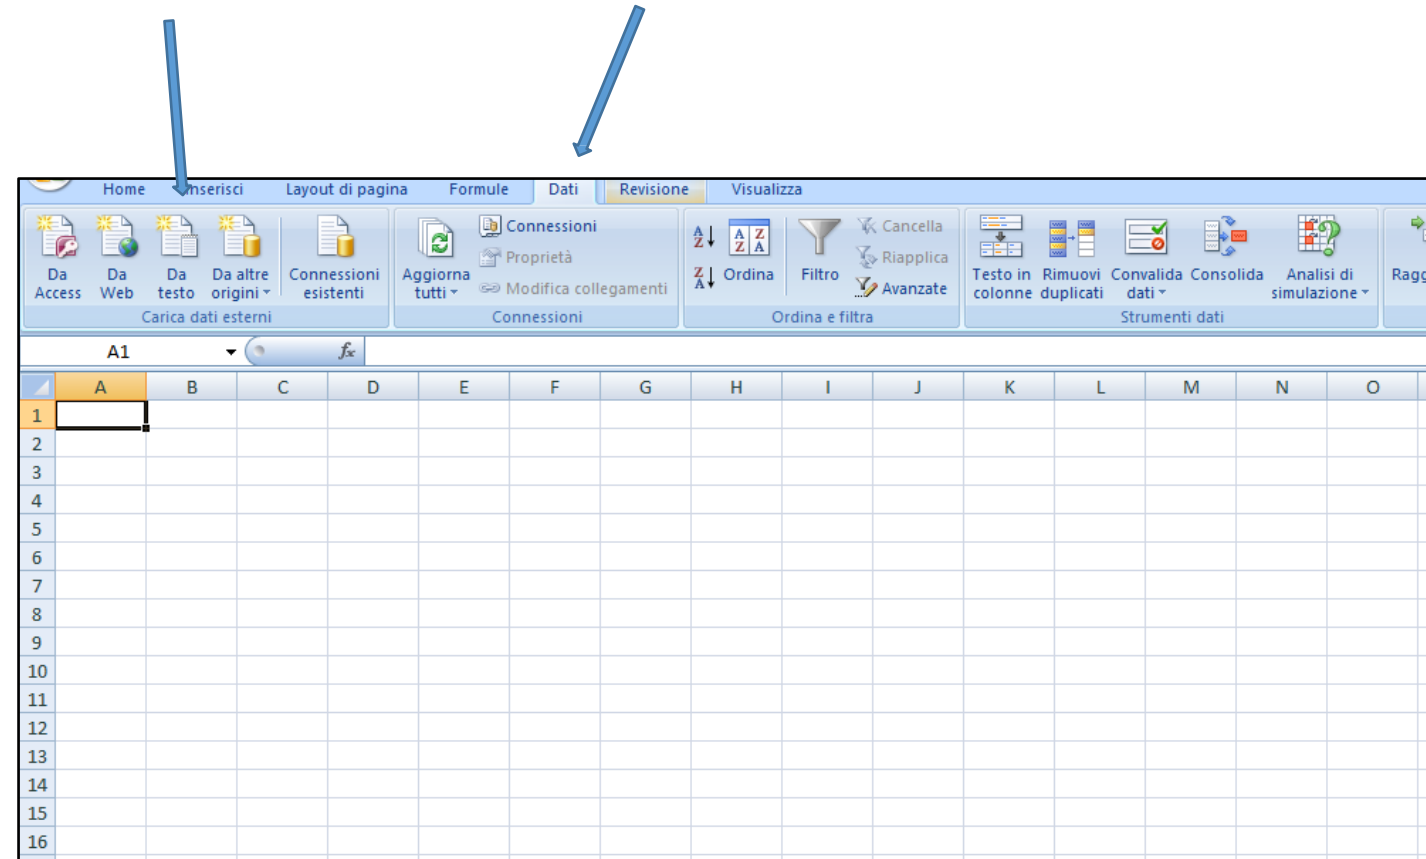 Home Inserisci Layout di pagina Formule Dati Revisione Visualizza
Da Access
Da Web
Da testo
Da altre origini
Connessioni esistenti
Carica dati esterni
Aggiorna tutti
Connessioni
Proprietà
Modifica collegamenti
Connessioni
A Z
Z A
A Z
Z A
Ordina
Filtro
Cancella
Riapplica
Avanzate
Ordina e filtra
Testo in colonne
Rimuovi duplicati
Convalida dati
Consolida
Analisi di simulazione
Strumenti dati
Ragg
A1 fx
A B C D E F G H I J K L M N O
1
2
3
4
5
6
7
8
9
10
11
12
13
14
15
16